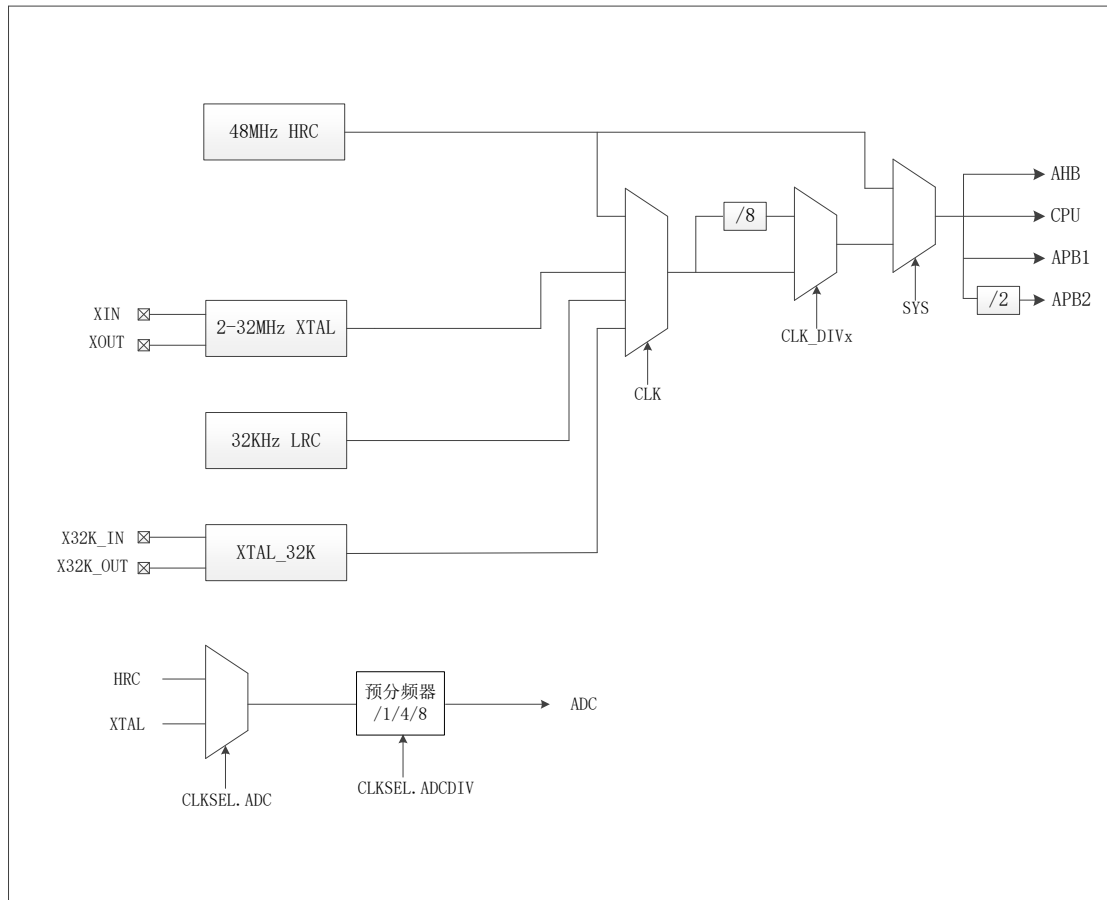 48MHz HRC
AHB
/8
CPU
APB1
/2
APB2
SYS
XIN
XOUT
2-32MHz XTAL
CLK_DIVx
CLK
32KHz LRC
X32K_IN
X32K_OUT
XTAL_32K
HRC
XTAL
预分频器
/1/4/8
ADC
CLKSEL.ADC
CLKSEL.ADCDIV